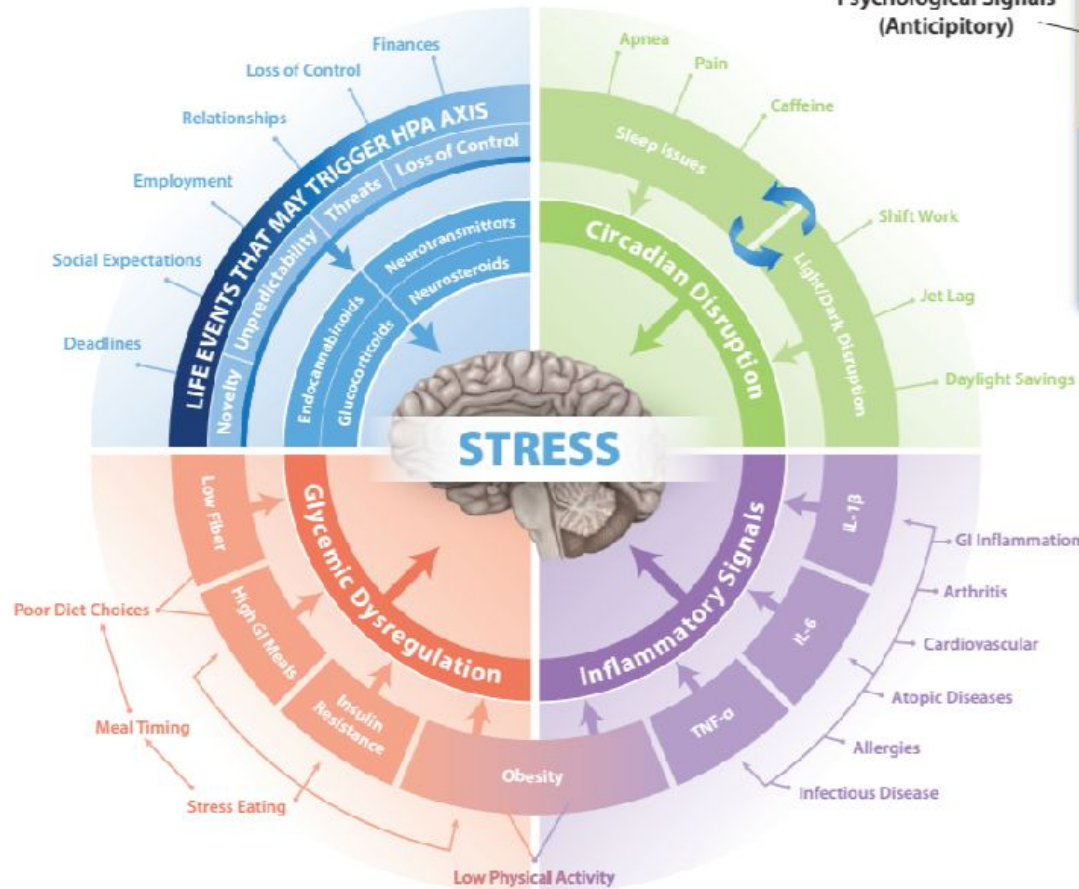 Psychological Signals
(Anticipitory)
Finances
Loss of Control
Relationships
Employment
Social Expectations
Deadlines
LIFE EVENTS THAT MAY TRIGGER HPA AXIS
Novelty
Unpredictability
Threats
Loss of Control
Endocannabinoids
Neurotransmittors
Glucocorticoids
Neurosteroids
Apnea
Pain
Caffeine
Shift Work
Jet Lag
Daylight Savings
Sleep issues
Light/Dark Disruption
Circadian Disruption
STRESS
Glycemic Dysregulation
Low Fiber
High GI Meals
Insulin
Resistance
Obesity
Poor Diet Choices
Meal Timing
Stress Eating
Low Physical Activity
Inflammatory Signals
IL-1β
IL-6
TNF-α
GI Inflammation
Arthritis
Cardiovascular
Atopic Diseases
Allergies
Infectious Disease